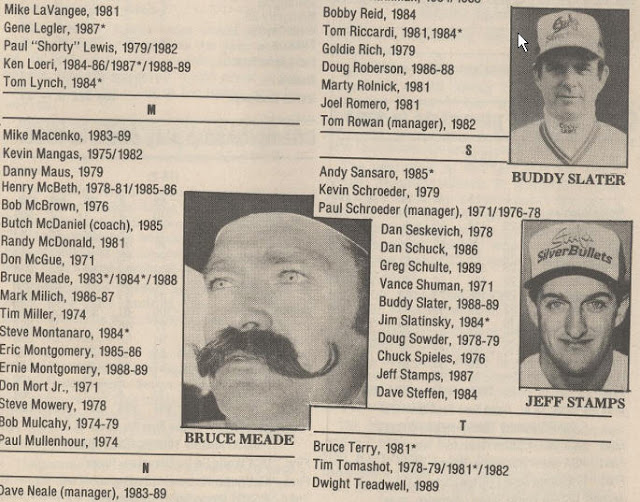 Mike LaVangee, 1981
Gene Legler, 1987*
Paul "Shorty" Lewis, 1979/1982
Ken Loeri, 1984-86/1987*/1988-89
Tom Lynch, 1984*
M
Mike Macenko, 1983-89
Kevin Mangas, 1975/1982
Danny Maus, 1979
Henry McBeth, 1978-81/1985-86
Bob McBrown, 1976
Butch McDaniel (coach), 1985
Randy McDonald, 1981
Don McGue, 1971
Bruce Meade, 1983*/1984*/1988
Mark Milich, 1986-87
Tim Miller, 1974
Steve Montanaro, 1984*
Eric Montgomery, 1985-86
Ernie Montgomery, 1988-89
Don Mort Jr., 1971
Steve Mowery, 1978
Bob Mulcahy, 1974-79
Paul Mullenhour, 1974
N
Dave Neale (manager), 1983-89
BRUCE MEADE
Bobby Reid, 1984
Tom Riccardi, 1981,1984*
Goldie Rich, 1979
Doug Roberson, 1986-88
Marty Rolnick, 1981
Joel Romero, 1981
Tom Rowan (manager), 1982
S
Andy Sansaro, 1985*
Kevin Schroeder, 1979
Paul Schroeder (manager), 1971/1976-78
Dan Seskevich, 1978
Dan Schuck, 1986
Greg Schulte, 1989
Vance Shuman, 1971
Buddy Slater, 1988-89
Jim Slatinsky, 1984*
Doug Sowder, 1978-79
Chuck Spieles, 1976
Jeff Stamps, 1987
Dave Steffen, 1984
T
Bruce Terry, 1981*
Tim Tomashot, 1978-79/1981*/1982
Dwight Treadwell, 1989
BUDDY SLATER
SilverBullets
JEFF STAMPS